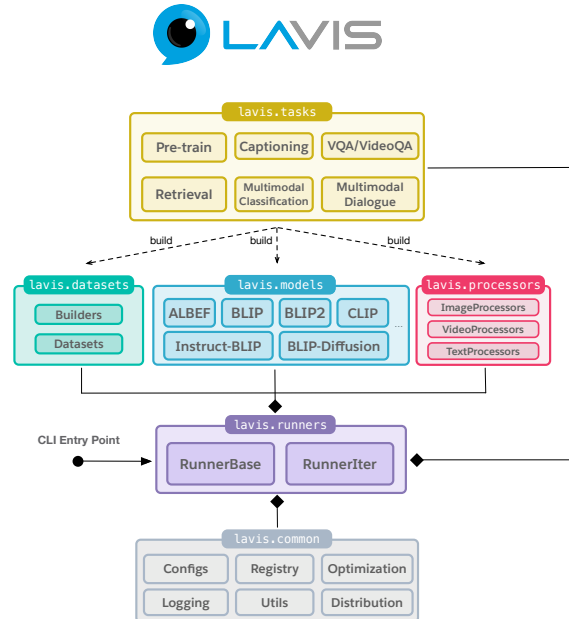 LAVIS
lavis.tasks
Pre-train
Captioning
VQA/VideoQA
Retrieval
Multimodal
Classification
Multimodal
Dialogue
build
build
build
lavis.datasets
Builders
Datasets
lavis.models
ALBEF
BLIP
BLIP2
CLIP
...
Instruct-BLIP
BLIP-Diffusion
lavis.processors
ImageProcessors
VideoProcessors
TextProcessors
CLI Entry Point
lavis.runners
RunnerBase
RunnerIter
lavis.common
Configs
Registry
Optimization
Logging
Utils
Distribution